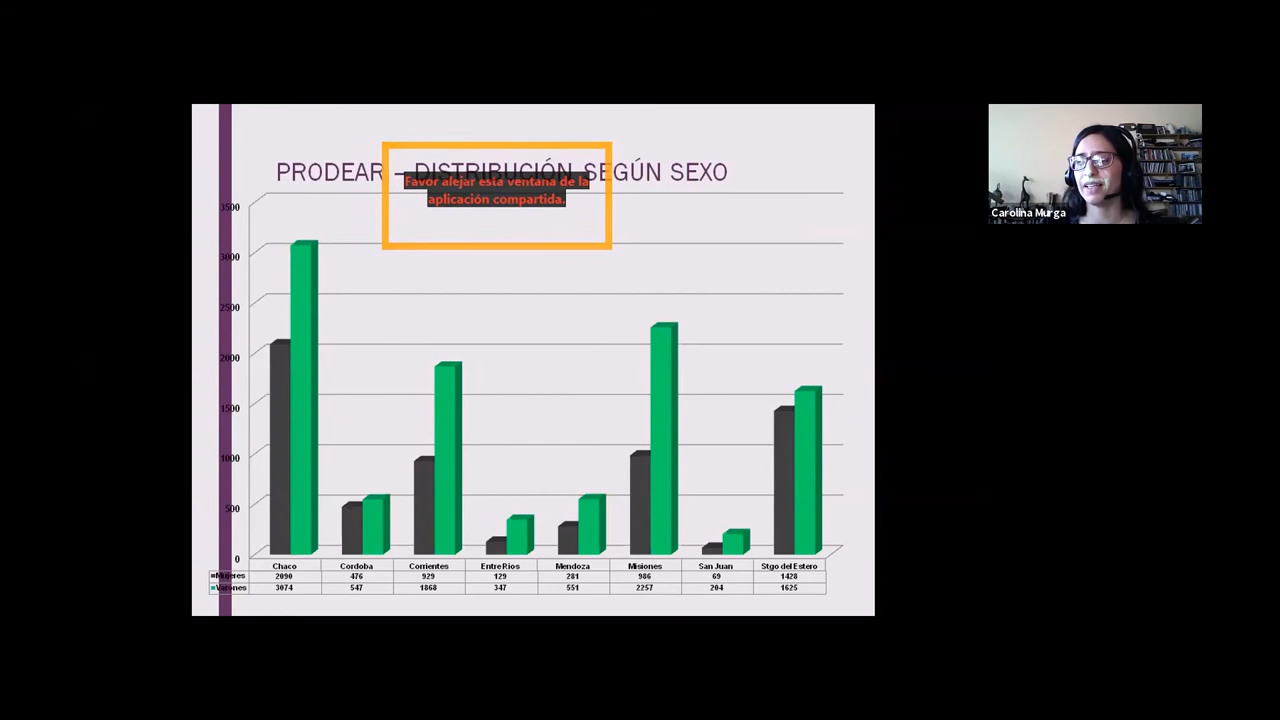 PRODEAR – DISTRIBUCIÓN SEGÚN SEXO
Favor alejar esta ventana de la
aplicación compartida.
3500
3000
2500
2000
1500
1000
500
0
Chaco Cordoba Corrientes Entre Rios Mendoza Misiones San Juan Stgo del Estero
Mujeres 2090 476 929 129 281 986 69 1428
Varones 3074 547 1868 347 551 2257 204 1625
Carolina Murga